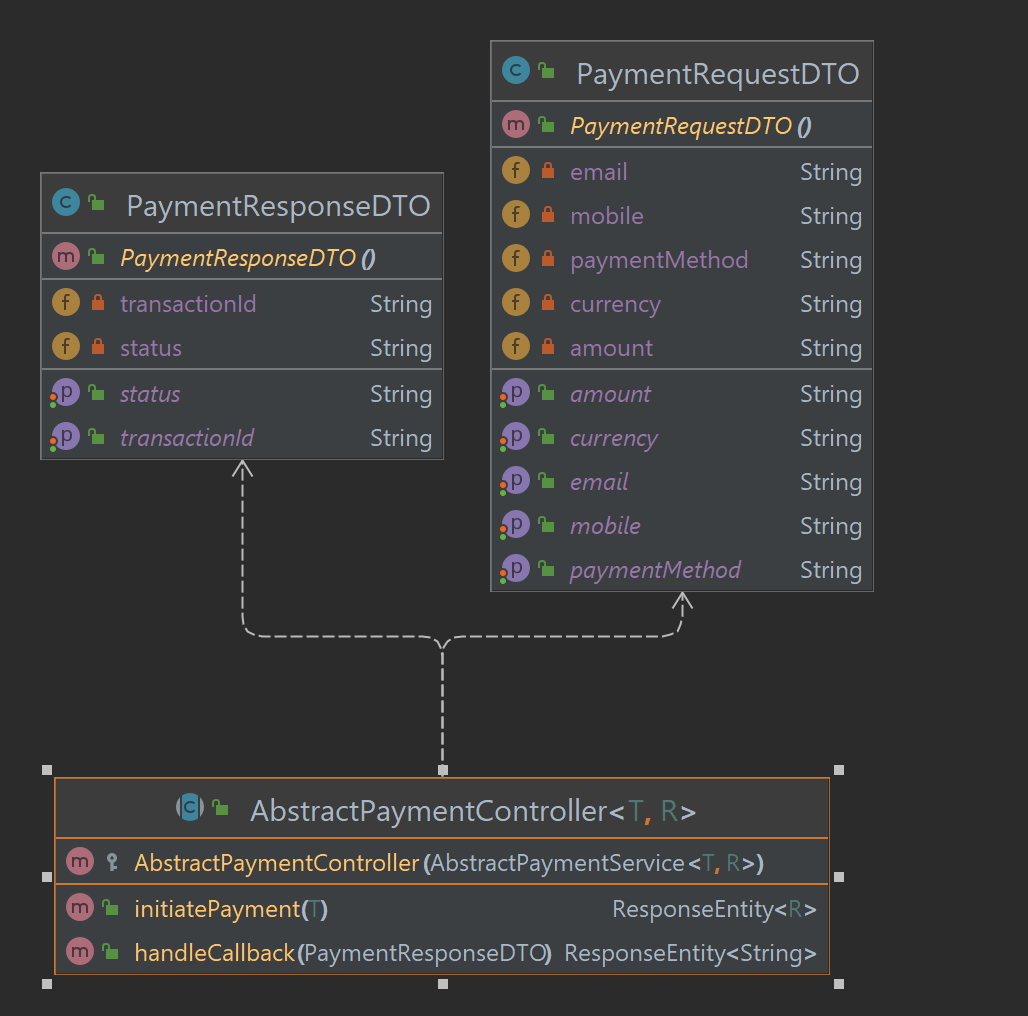 PaymentRequestDTO
PaymentRequestDTO ()
email String
mobile String
paymentMethod String
currency String
amount String
amount String
currency String
email String
mobile String
paymentMethod String
PaymentResponseDTO
PaymentResponseDTO ()
transactionId String
status String
status String
transactionId String
AbstractPaymentController<T, R>
AbstractPaymentController(AbstractPaymentService<T, R>)
initiatePayment(T) ResponseEntity<R>
handleCallback(PaymentResponseDTO) ResponseEntity<String>